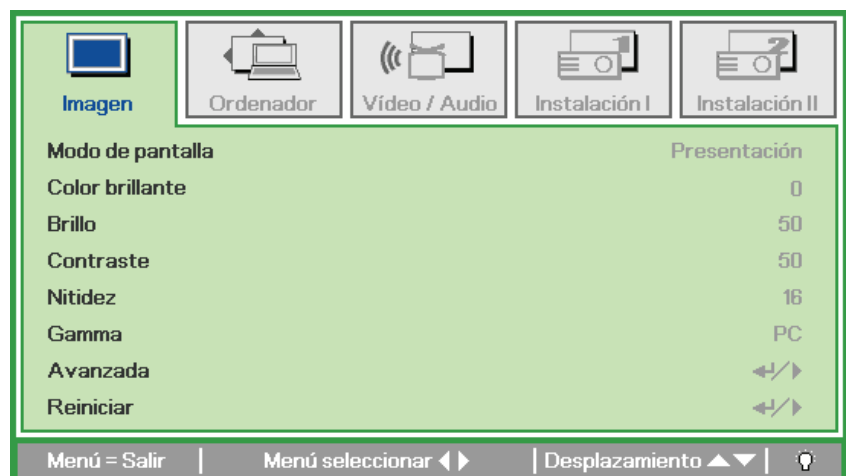 Imagen Ordenador Vídeo / Audio Instalación I Instalación II
Modo de pantalla Presentación
Color brillante 0
Brillo 50
Contraste 50
Nitidez 16
Gamma PC
Avanzada
Reiniciar
Menú = Salir Menú seleccionar Desplazamiento